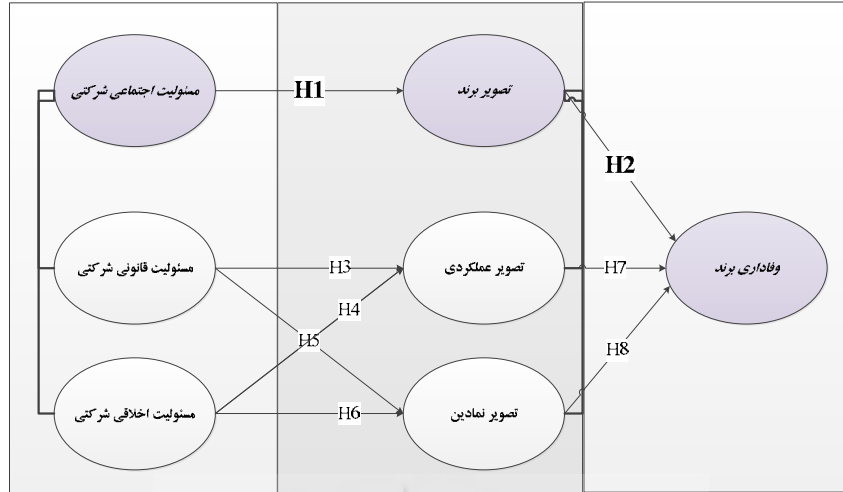 مسئولیت اجتماعی شرکتی
H1
تصویر برند
H2
مسئولیت قانونی شرکتی
H3
تصویر عملکردی
H7
وفاداری برند
H4
H5
H8
مسئولیت اخلاقی شرکتی
H6
تصویر نمادین